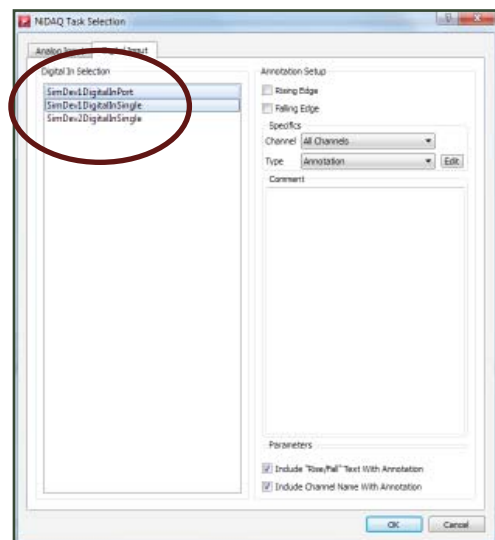 NIDAQ Task Selection
Analog Input Digital Input
Digital In Selection
SimDev1DigitalInPort
SimDev1DigitalInSingle
SimDev2DigitalInSingle
Annotation Setup
Rising Edge
Falling Edge
Specifics
Channel All Channels
Type Annotation Edit
Comment
Parameters
Include "Rise/Fall" Text With Annotation
Include Channel Name With Annotation
OK Cancel